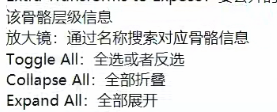 该骨骼层级信息
放大镜：通过名称搜索对应骨骼信息
Toggle All：全选或者反选
Collapse All：全部折叠
Expand All：全部展开